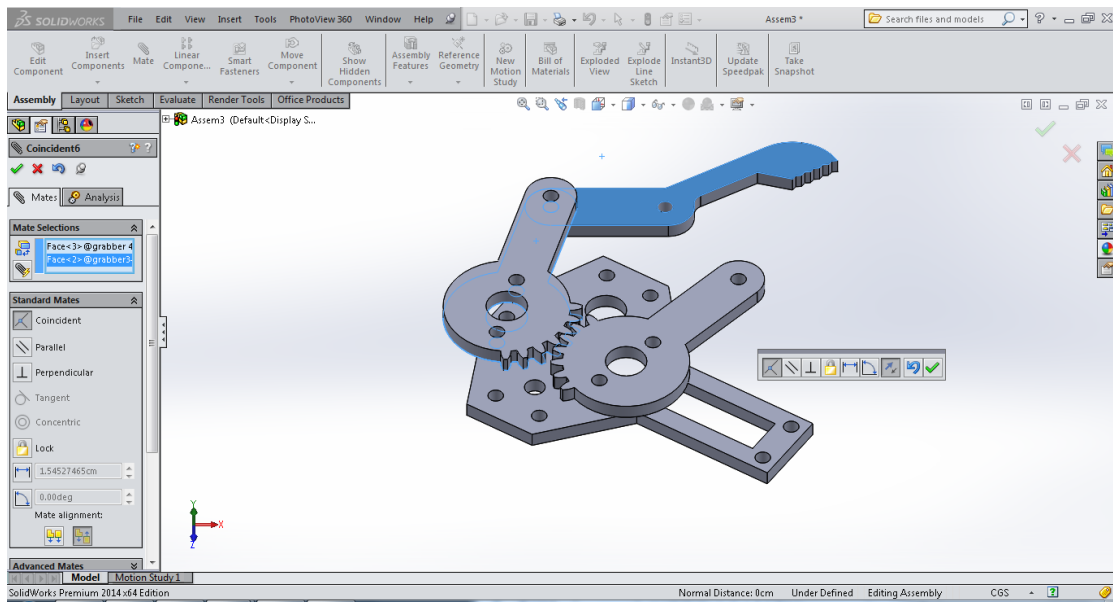 SOLIDWORKS File Edit View Insert Tools PhotoView 360 Window Help Assem3 * Search files and models
Edit Component
Insert Components
Mate
Linear Compone...
Smart Fasteners
Move Component
Show Hidden Components
Assembly Features
Reference Geometry
New Motion Study
Bill of Materials
Exploded View
Explode Line Sketch
Instant3D
Update Speedpak
Take Snapshot
Assembly Layout Sketch Evaluate Render Tools Office Products
Assem3 (Default<Display S...
Coincident6
Mates Analysis
Mate Selections
Face<3>@grabber 4
Face<2>@grabber3-
Standard Mates
Coincident
Parallel
Perpendicular
Tangent
Concentric
Lock
1.54527465cm
0.00deg
Mate alignment:
Advanced Mates
Y
X
Z
Model Motion Study 1
SolidWorks Premium 2014 x64 Edition Normal Distance: 0cm Under Defined Editing Assembly CGS